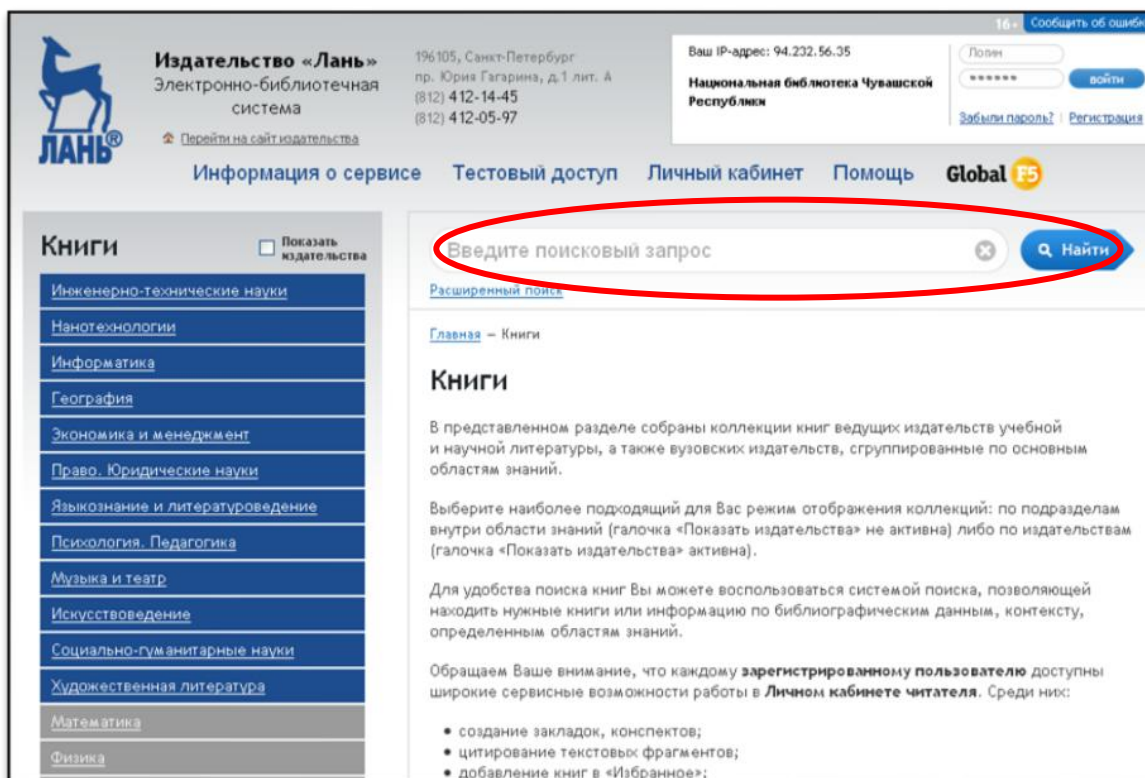 16+ Сообщить об ошибке
ЛАНЬ®
Издательство «Лань»
Электронно-библиотечная
система
Перейти на сайт издательства
196105, Санкт-Петербург
пр. Юрия Гагарина, д.1 лит. А
(812) 412-14-45
(812) 412-05-97
Ваш IP-адрес: 94.232.56.35
Национальная библиотека Чувашской
Республики
Логин
******
войти
Забыли пароль? | Регистрация
Информация о сервисе Тестовый доступ Личный кабинет Помощь Global F5
Книги
Показать
издательства
Инженерно-технические науки
Нанотехнологии
Информатика
География
Экономика и менеджмент
Право. Юридические науки
Языкознание и литературоведение
Психология. Педагогика
Музыка и театр
Искусствоведение
Социально-гуманитарные науки
Художественная литература
Математика
Физика
Введите поисковый запрос
Найти
Расширенный поиск
Главная – Книги
Книги
В представленном разделе собраны коллекции книг ведущих издательств учебной
и научной литературы, а также вузовских издательств, сгруппированные по основным
областям знаний.
Выберите наиболее подходящий для Вас режим отображения коллекций: по подразделам
внутри области знаний (галочка «Показать издательства» не активна) либо по издательствам
(галочка «Показать издательства» активна).
Для удобства поиска книг Вы можете воспользоваться системой поиска, позволяющей
находить нужные книги или информацию по библиографическим данным, контексту,
определенным областям знаний.
Обращаем Ваше внимание, что каждому зарегистрированному пользователю доступны
широкие сервисные возможности работы в Личном кабинете читателя. Среди них:
• создание закладок, конспектов;
• цитирование текстовых фрагментов;
• добавление книг в «Избранное»;